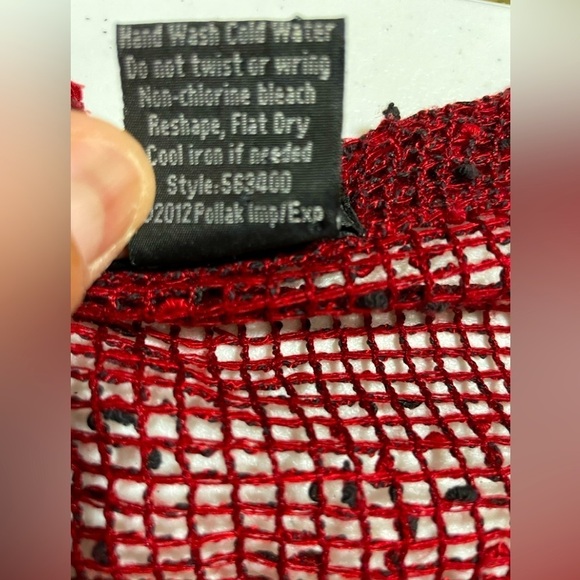 Hand Wash Cold Water
Do not twist or wring
Non-chlorine bleach
Reshape, Flat Dry
Cool iron if needed
Style:563400
©2012 Pollak Imp/Exp